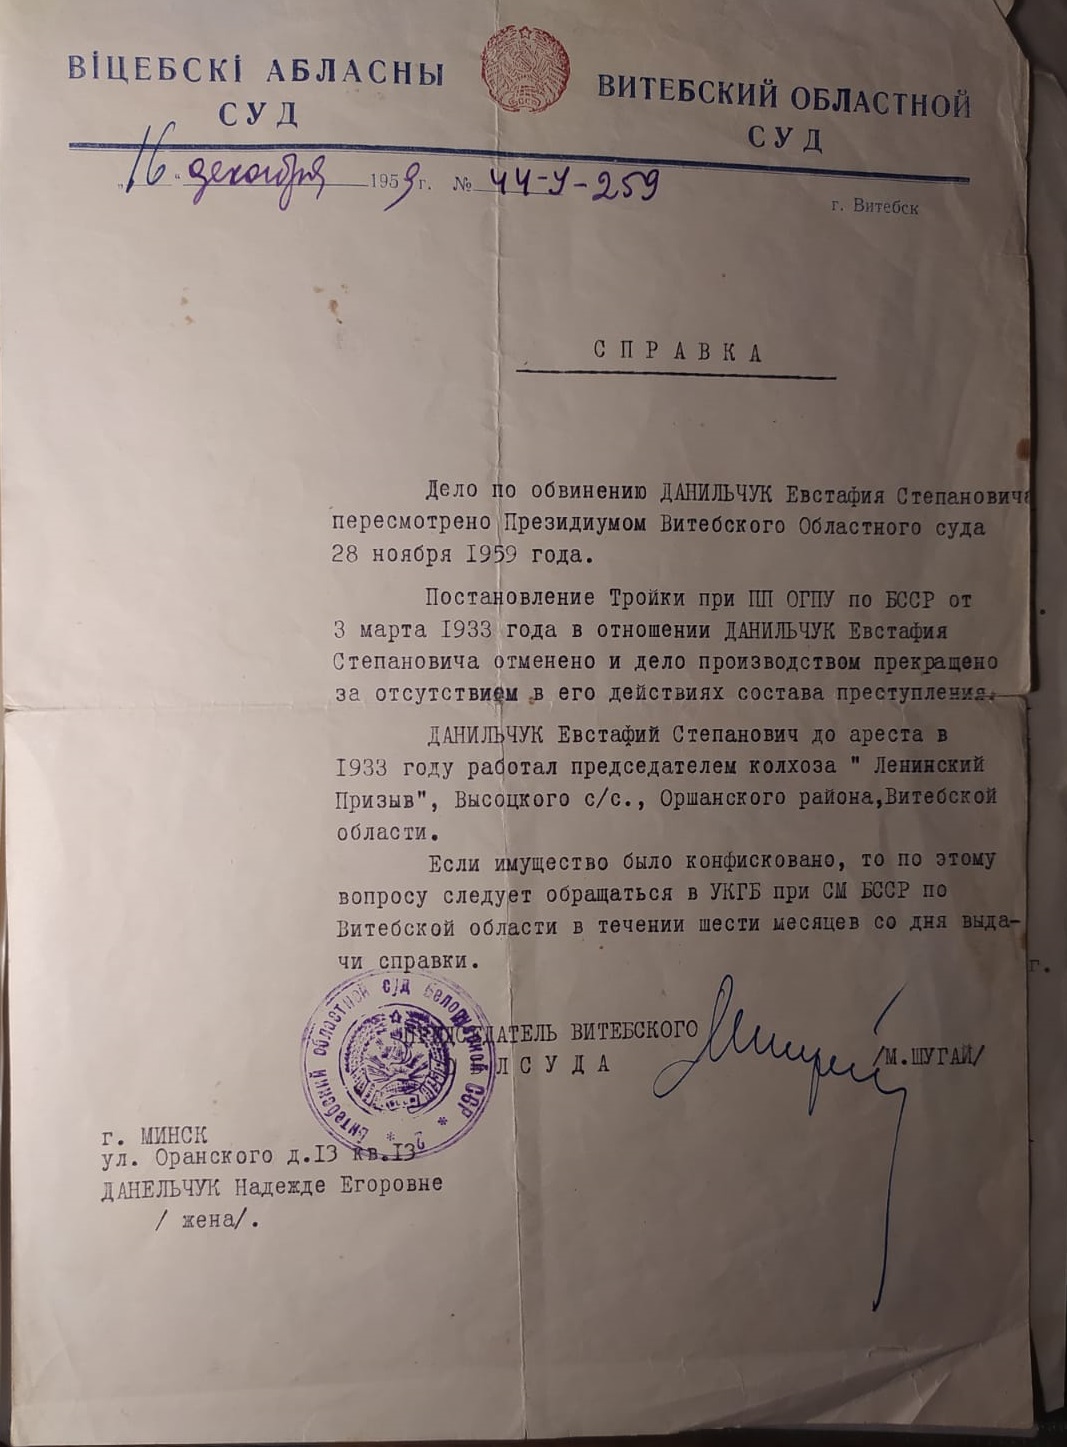 ВІЦЕБСКІ АБЛАСНЫ
СУД
ВИТЕБСКИЙ ОБЛАСТНОЙ
СУД
„16“ декабря 1959 г. № 44-У-259
г. Витебск
СПРАВКА
Дело по обвинению ДАНИЛЬЧУК Евстафия Степановича
пересмотрено Президиумом Витебского Областного суда
28 ноября 1959 года.
Постановление Тройки при ПП ОГПУ по БССР от
3 марта 1933 года в отношении ДАНИЛЬЧУК Евстафия
Степановича отменено и дело производством прекращено
за отсутствием в его действиях состава преступления.
ДАНИЛЬЧУК Евстафий Степанович до ареста в
1933 году работал председателем колхоза " Ленинский
Призыв", Высоцкого с/с., Оршанского района,Витебской
области.
Если имущество было конфисковано, то по этому
вопросу следует обращаться в УКГБ при СМ БССР по
Витебской области в течении шести месяцев со дня выда-
чи справки.
ПРЕДСЕДАТЕЛЬ ВИТЕБСКОГО
ОБЛСУДА
/М.ШУГАЙ/
Витебский областной суд Белорусской ССР
г. МИНСК
ул. Оранского д.13 кв.13
ДАНЕЛЬЧУК Надежде Егоровне
/ жена/.